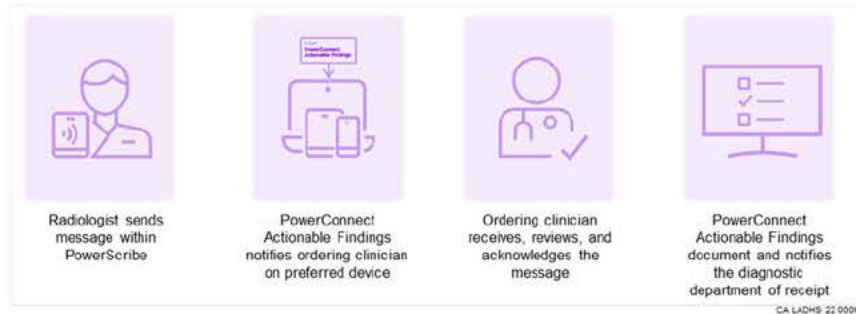 PowerConnect
Actionable Findings
Radiologist sends
message within
PowerScribe
PowerConnect
Actionable Findings
notifies ordering clinician
on preferred device
Ordering clinician
receives, reviews, and
acknowledges the
message
PowerConnect
Actionable Findings
document and notifies
the diagnostic
department of receipt